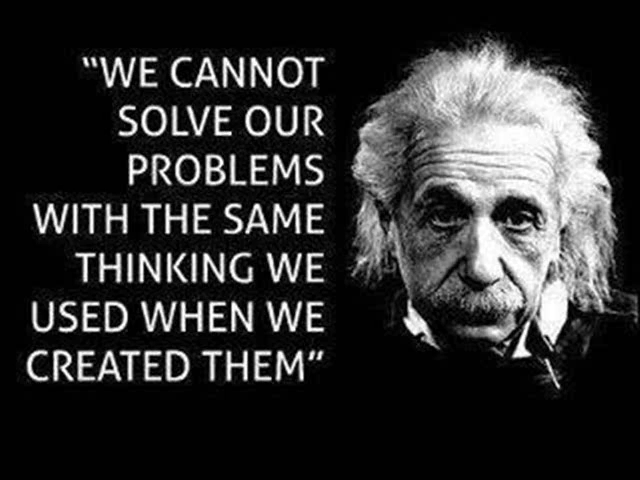 “WE CANNOT
SOLVE OUR
PROBLEMS
WITH THE SAME
THINKING WE
USED WHEN WE
CREATED THEM”